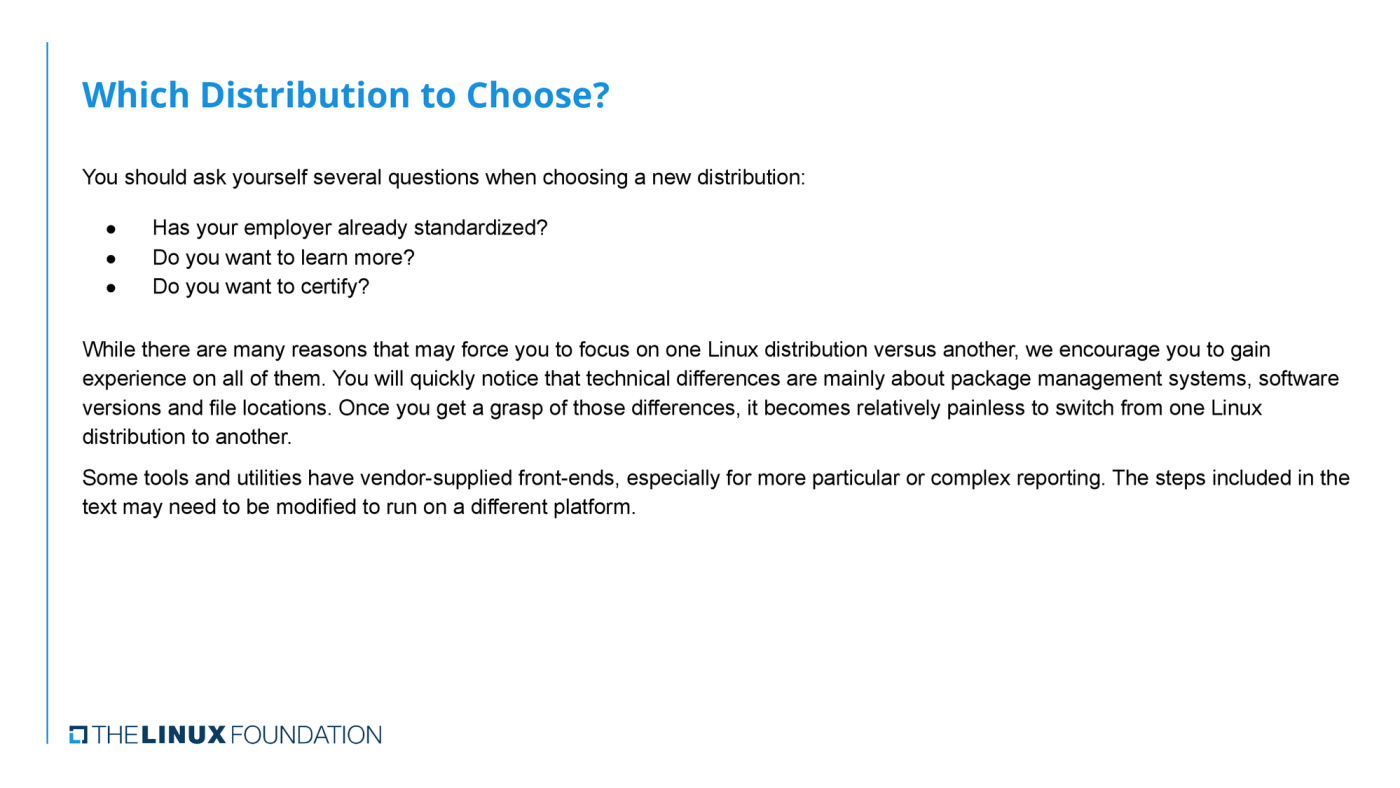 Which Distribution to Choose?
You should ask yourself several questions when choosing a new distribution:
● Has your employer already standardized?
● Do you want to learn more?
● Do you want to certify?
While there are many reasons that may force you to focus on one Linux distribution versus another, we encourage you to gain
experience on all of them. You will quickly notice that technical differences are mainly about package management systems, software
versions and file locations. Once you get a grasp of those differences, it becomes relatively painless to switch from one Linux
distribution to another.
Some tools and utilities have vendor-supplied front-ends, especially for more particular or complex reporting. The steps included in the
text may need to be modified to run on a different platform.
THE LINUX FOUNDATION